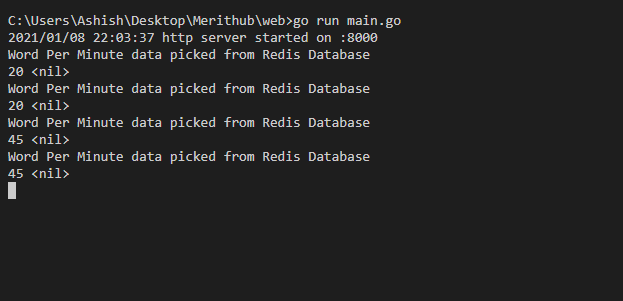 C:\Users\Ashish\Desktop\Merithub\web>go run main.go
2021/01/08 22:03:37 http server started on :8000
Word Per Minute data picked from Redis Database
20 <nil>
Word Per Minute data picked from Redis Database
20 <nil>
Word Per Minute data picked from Redis Database
45 <nil>
Word Per Minute data picked from Redis Database
45 <nil>